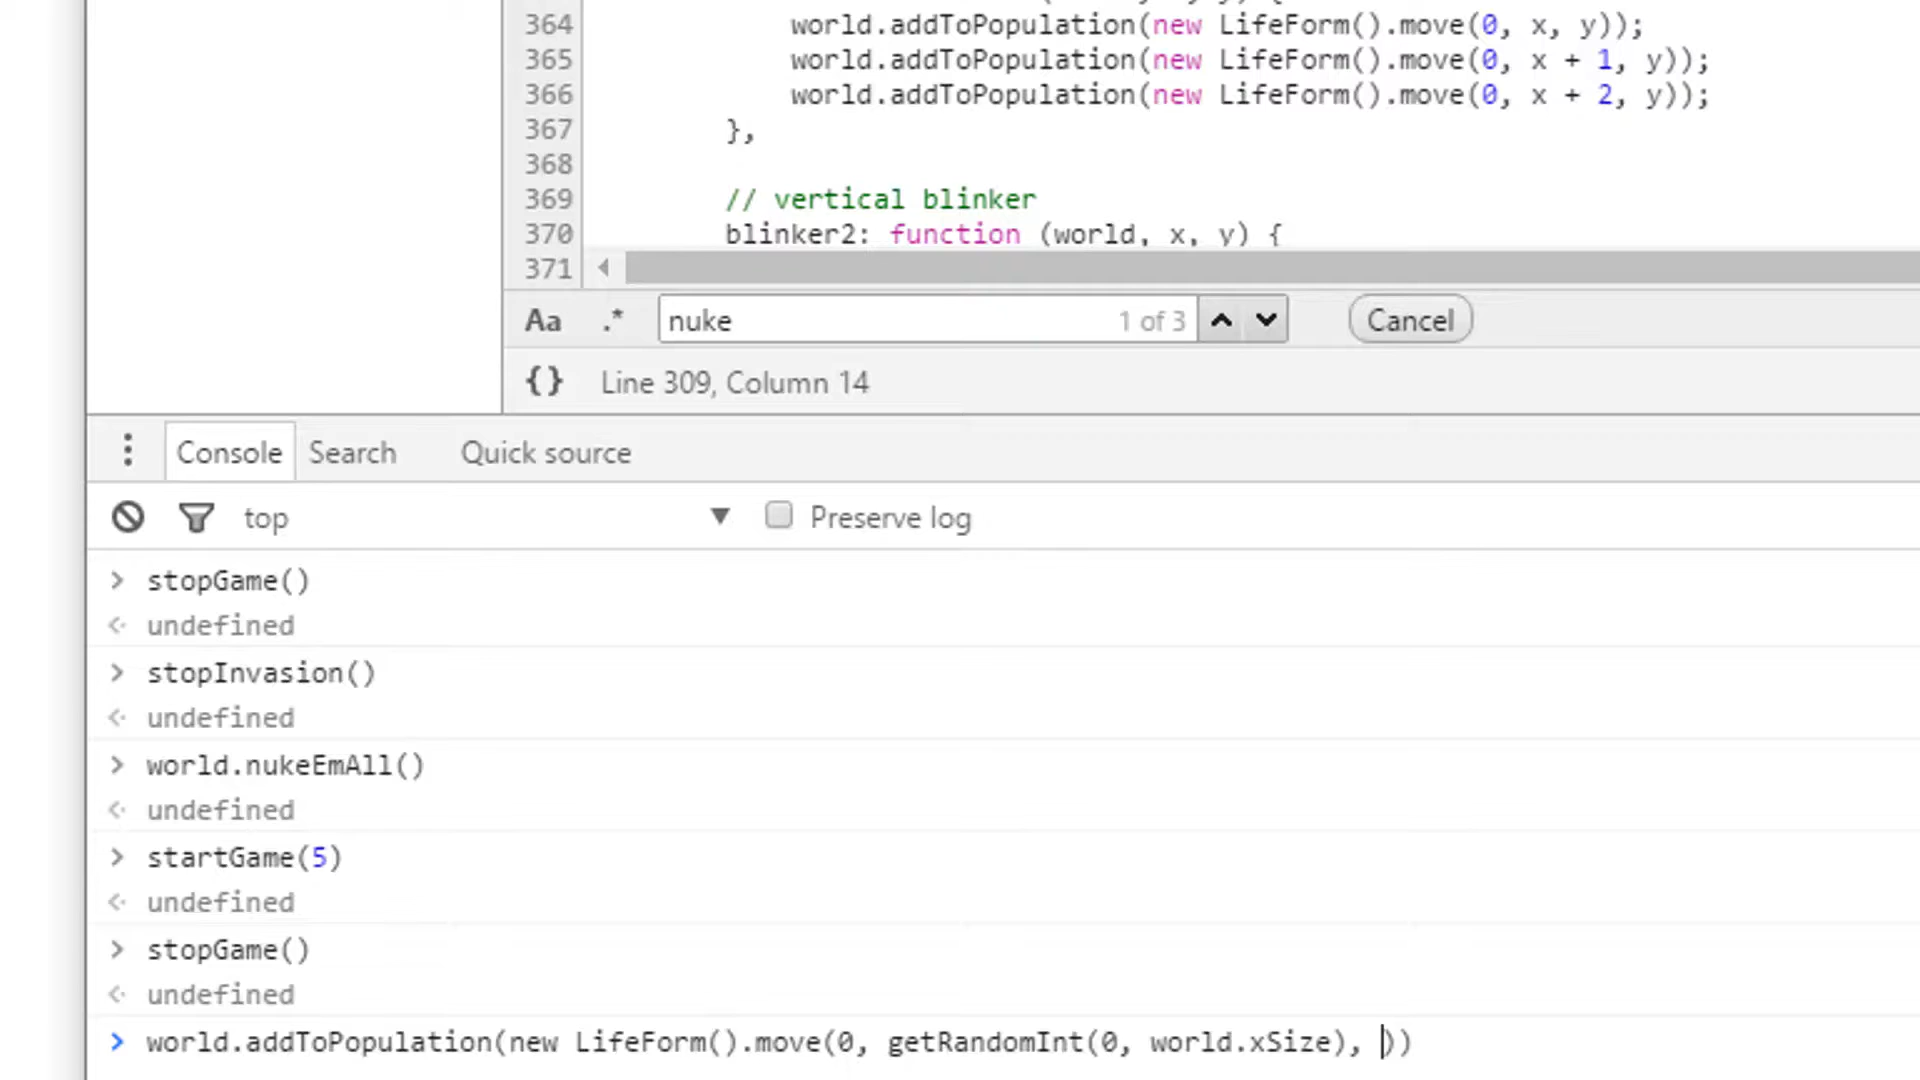 364 world.addToPopulation(new LifeForm().move(0, x, y));
365 world.addToPopulation(new LifeForm().move(0, x + 1, y));
366 world.addToPopulation(new LifeForm().move(0, x + 2, y));
367 },
368
369 // vertical blinker
370 blinker2: function (world, x, y) {
371
Aa .* nuke 1 of 3 Cancel
{} Line 309, Column 14
Console Search Quick source
top Preserve log
> stopGame()
undefined
> stopInvasion()
undefined
> world.nukeEmAll()
undefined
> startGame(5)
undefined
> stopGame()
undefined
> world.addToPopulation(new LifeForm().move(0, getRandomInt(0, world.xSize), ))